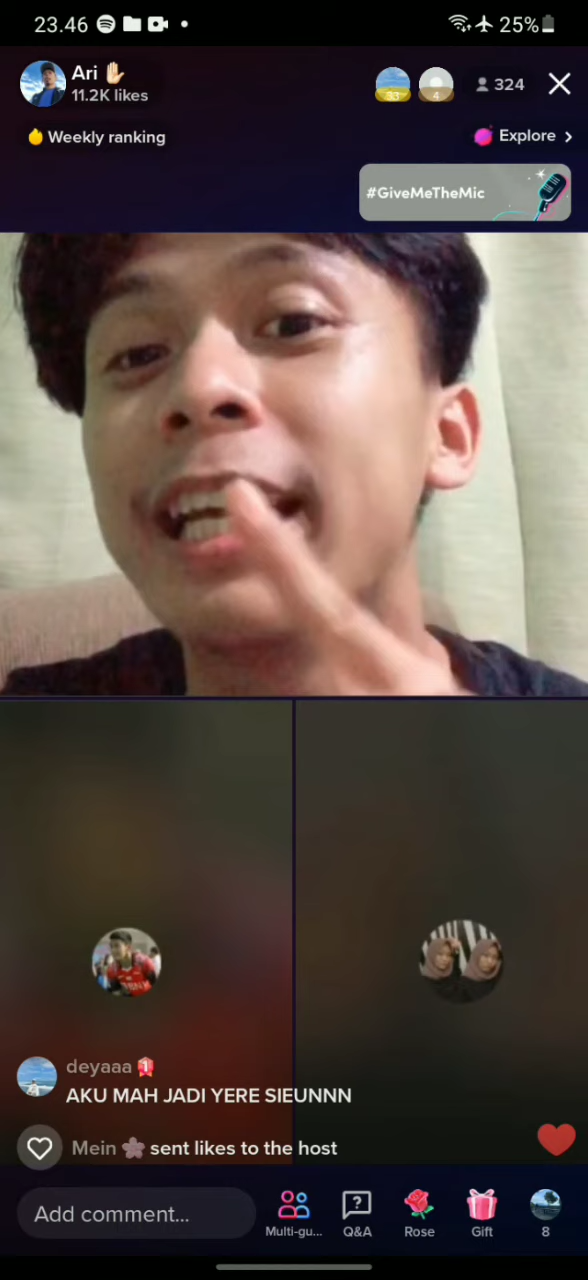 23.46
25%
Ari ✋🏻
11.2K likes
33
4
324
Weekly ranking
Explore >
#GiveMeTheMic
deyaaa 1
AKU MAH JADI YERE SIEUNNN
Mein 🌸 sent likes to the host
Add comment...
Multi-gu...
Q&A
Rose
Gift
8